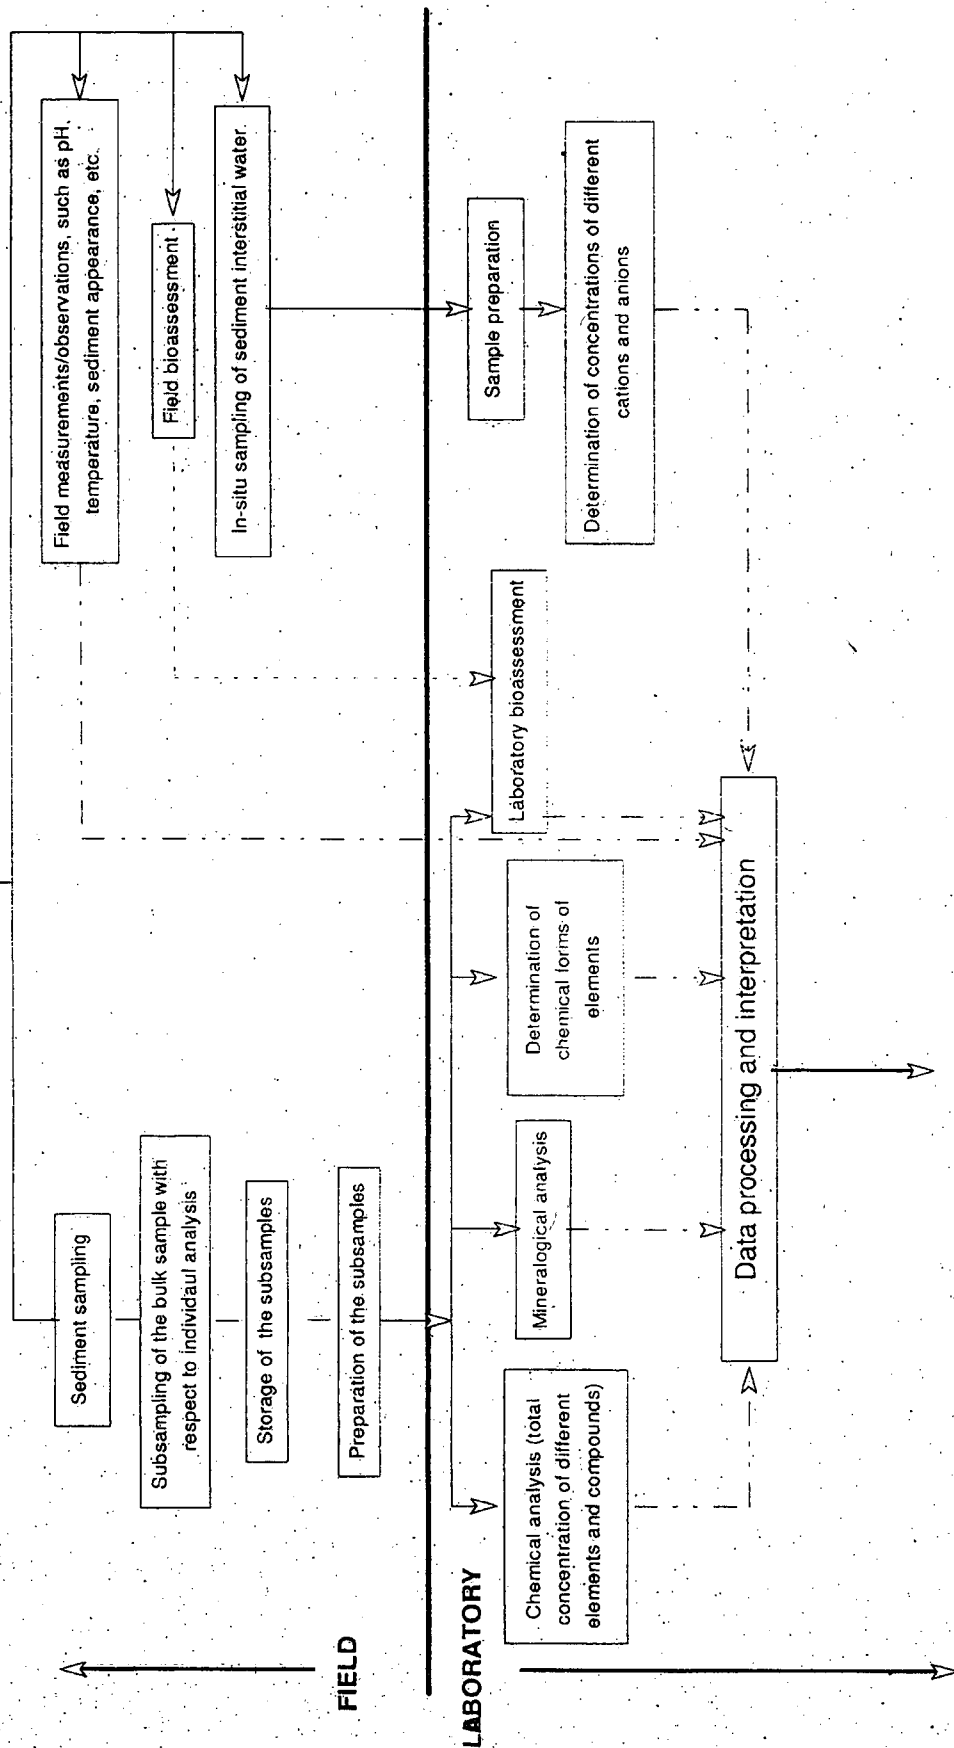 Sediment sampling
Subsampling of the bulk sample with
respect to individaul analysis
Storage of the subsamples
Preparation of the subsamples
Field measurements/observations, such as pH,
temperature, sediment appearance, etc.
Field bioassessment
In-situ sampling of sediment interstitial water
FIELD
LABORATORY
Chemical analysis (total
concentration of different
elements and compounds)
Mineralogical analysis
Determination of
chemical forms of
elements
Laboratory bioassessment
Sample preparation
Determination of concentrations of different
cations and anions
Data processing and interpretation